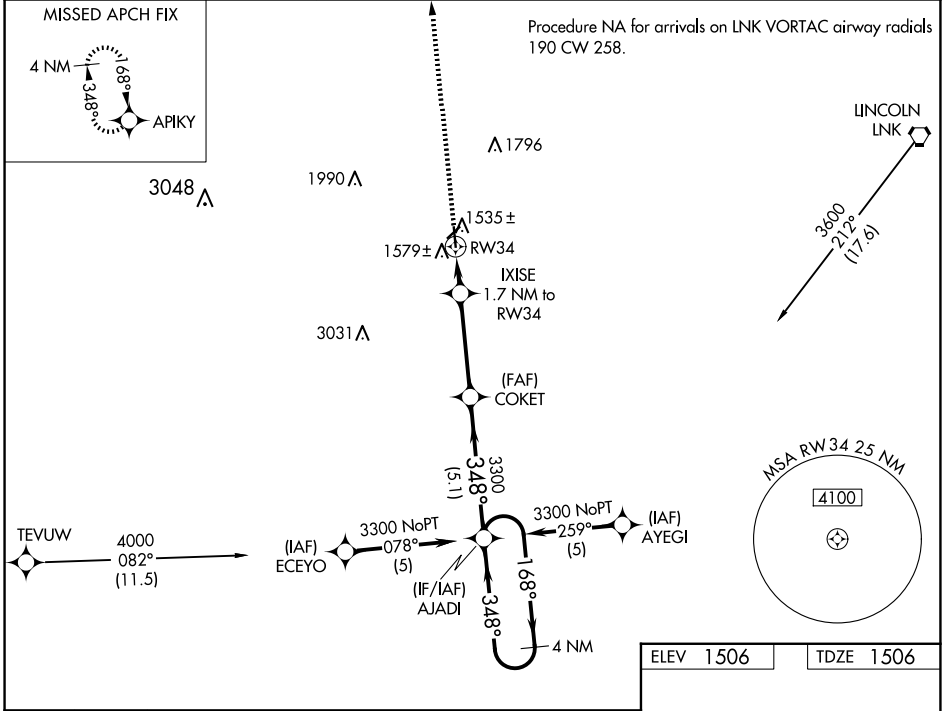 MISSED APCH FIX
4 NM
348°
168°
APIKY
Procedure NA for arrivals on LNK VORTAC airway radials
190 CW 258.
LINCOLN
LNK
3600
212°
(17.6)
1796
1990
3048
1535 ±
1579 ±
RW34
IXISE
1.7 NM to
RW34
3031
(FAF)
COKET
3300
348°
(5.1)
MSA RW34 25 NM
4100
TEVUW
4000
082°
(11.5)
3300 NoPT
078°
(5)
(IAF)
ECEYO
3300 NoPT
259°
(5)
(IAF)
AYEGI
(IF/IAF)
AJADI
348°
168°
4 NM
ELEV 1506
TDZE 1506